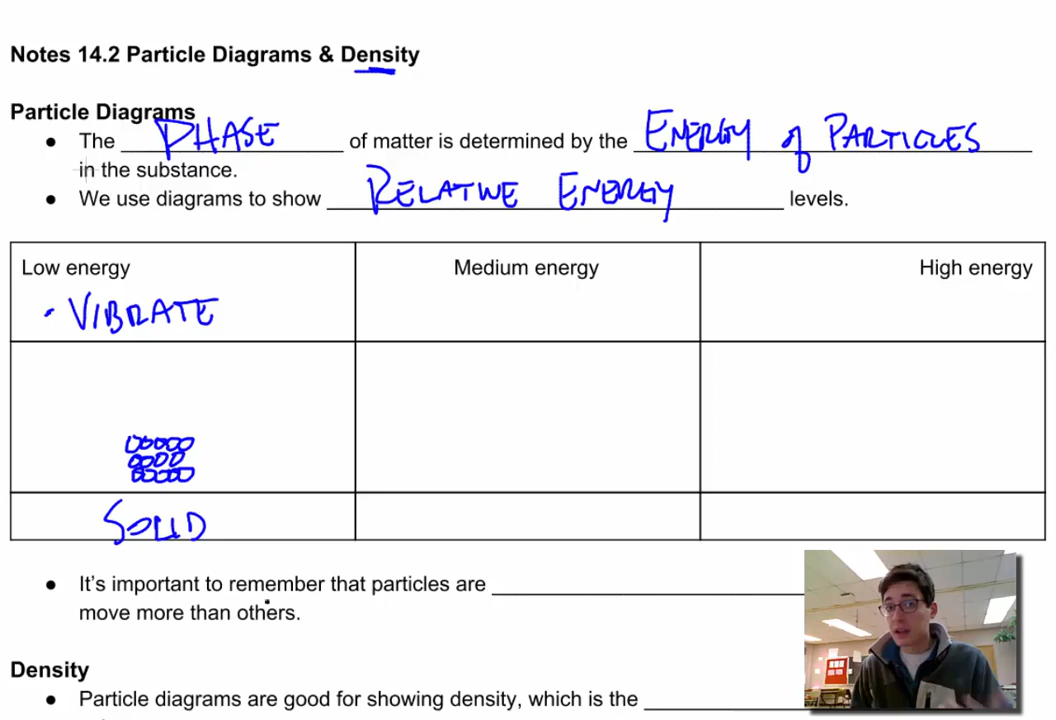 Notes 14.2 Particle Diagrams & Density
Particle Diagrams
● The PHASE of matter is determined by the ENERGY of PARTICLES
in the substance.
● We use diagrams to show RELATIVE ENERGY levels.
Low energy Medium energy High energy
· VIBRATE
SOLID
● It's important to remember that particles are
move more than others.
Density
● Particle diagrams are good for showing density, which is the